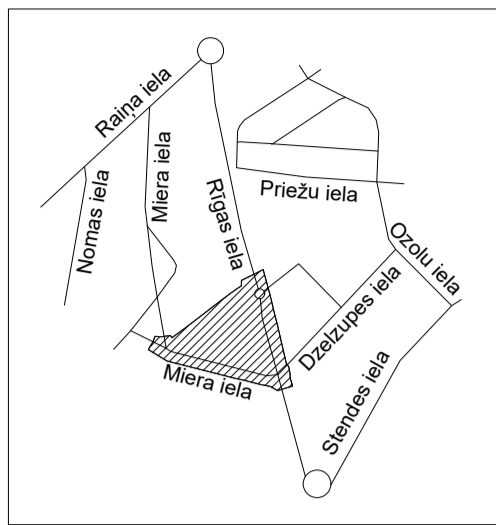 Raiņa iela
Nomas iela
Miera iela
Rīgas iela
Priežu iela
Ozolu iela
Dzelzupes iela
Miera iela
Stendes iela